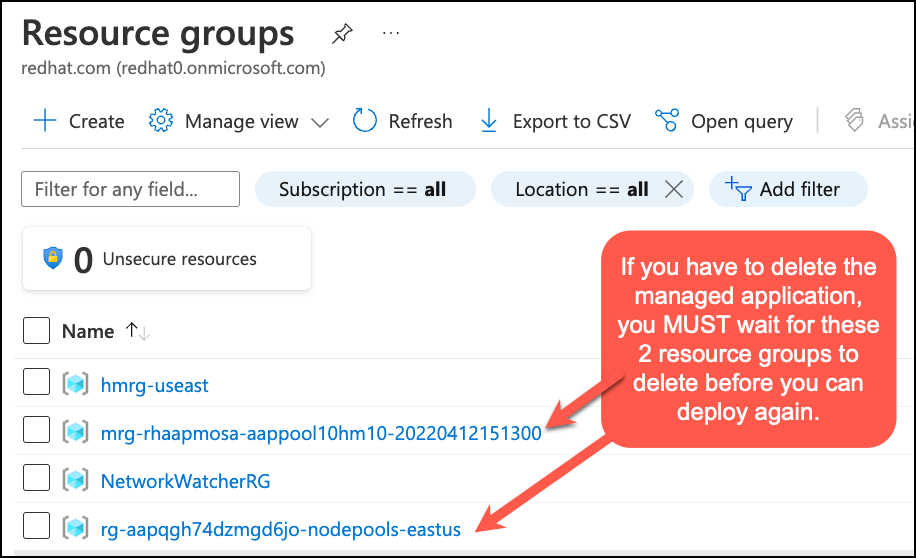 Resource groups
redhat.com (redhat0.onmicrosoft.com)
Create Manage view Refresh Export to CSV Open query
Filter for any field... Subscription == all Location == all Add filter
0 Unsecure resources
If you have to delete the
managed application,
you MUST wait for these
2 resource groups to
delete before you can
deploy again.
Name
hmrg-useast
mrg-rhaapmosa-aappool10hm10-20220412151300
NetworkWatcherRG
rg-aapqgh74dzmgd6jo-nodepools-eastus